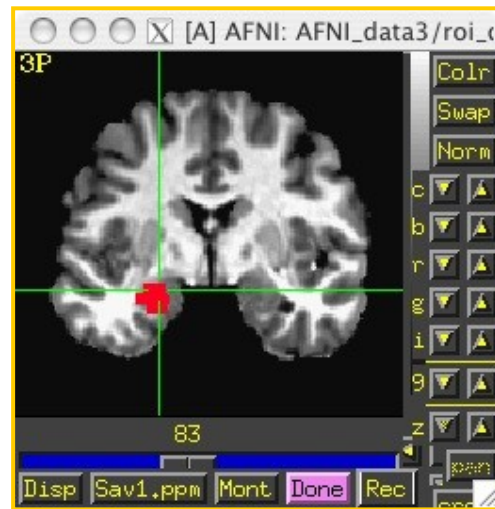 X [A] AFNI: AFNI_data3/roi_
3P
Colr
Swap
Norm
c
b
r
g
i
9
83
z
pan
Disp Sav1.ppm Mont Done Rec